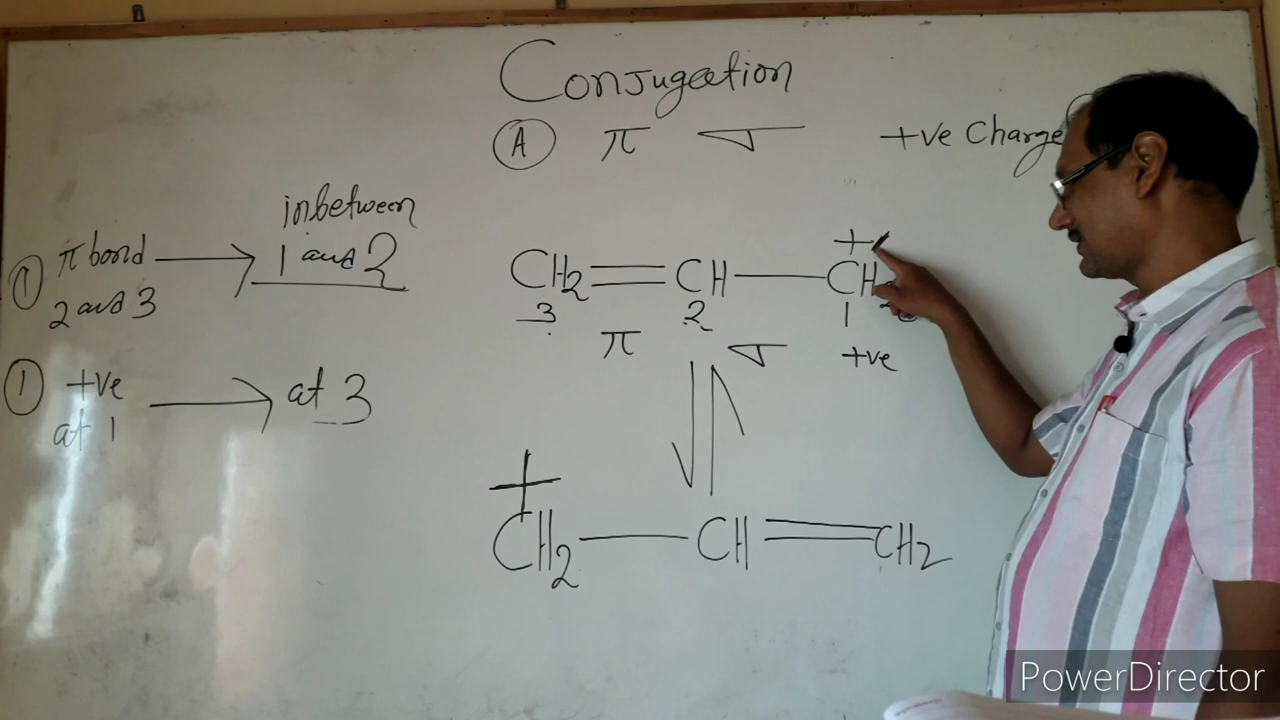 Conjugation
Ⓐ π σ +ve Charge
① π bond ⟶ inbetween
2 and 3 1 and 2
CH2=CH—CH
+
3 2 1
π σ +ve
① +ve ⟶ at 3
at 1
⇌
+
CH2—CH=CH2
PowerDirector